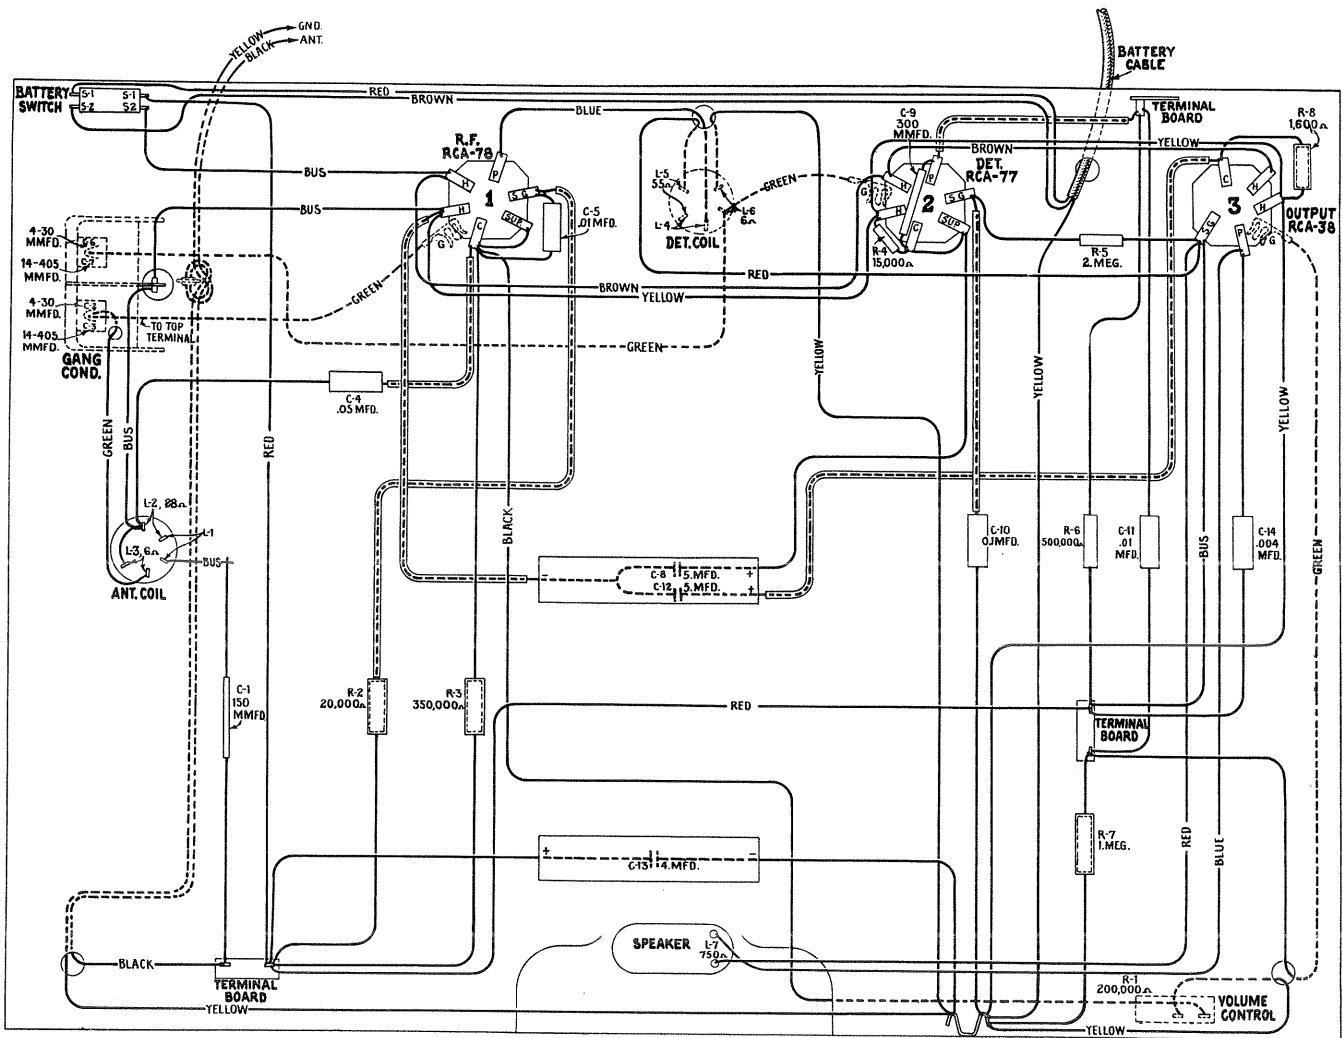 GND.
ANT.
YELLOW
BLACK
BATTERY
CABLE
BATTERY
SWITCH
S-1
S-1
S-2
S2
RED
BROWN
BLUE
C-9
300
MMFD.
TERMINAL
BOARD
R-8
1,600Ω
R.F.
RCA-78
DET.
RCA-77
YELLOW
BROWN
BUS
BUS
H
P
H
S G
SUP
C
G
1
C-5
.01 MFD.
L-5
55Ω
L-4
L-6
6Ω
DET. COIL
GREEN
H
P
H
S G
SUP
C
G
2
R-4
15,000Ω
R-5
2. MEG.
C
H
H
S G
P
G
3
OUTPUT
RCA-38
4-30
MMFD.
14-405
MMFD.
4-30
MMFD.
14-405
MMFD.
C-6
C-7
GANG
COND.
TO TOP
TERMINAL
GREEN
RED
BROWN
YELLOW
GREEN
C-4
.05 MFD.
YELLOW
YELLOW
YELLOW
GREEN
BUS
RED
BLACK
L-2, 28Ω
L-1
L-3, 6Ω
BUS
ANT. COIL
C-8
5. MFD.
C-12
5. MFD.
-
+
+
C-10
0.1 MFD.
R-6
500,000Ω
C-11
.01
MFD.
BUS
C-14
.004
MFD.
GREEN
C-1
150
MMFD.
R-2
20,000Ω
R-3
350,000Ω
RED
TERMINAL
BOARD
R-7
1. MEG.
RED
BLUE
+
C-13
4. MFD.
-
SPEAKER
L-7
750Ω
BLACK
TERMINAL
BOARD
YELLOW
R-1
200,000Ω
VOLUME
CONTROL
YELLOW